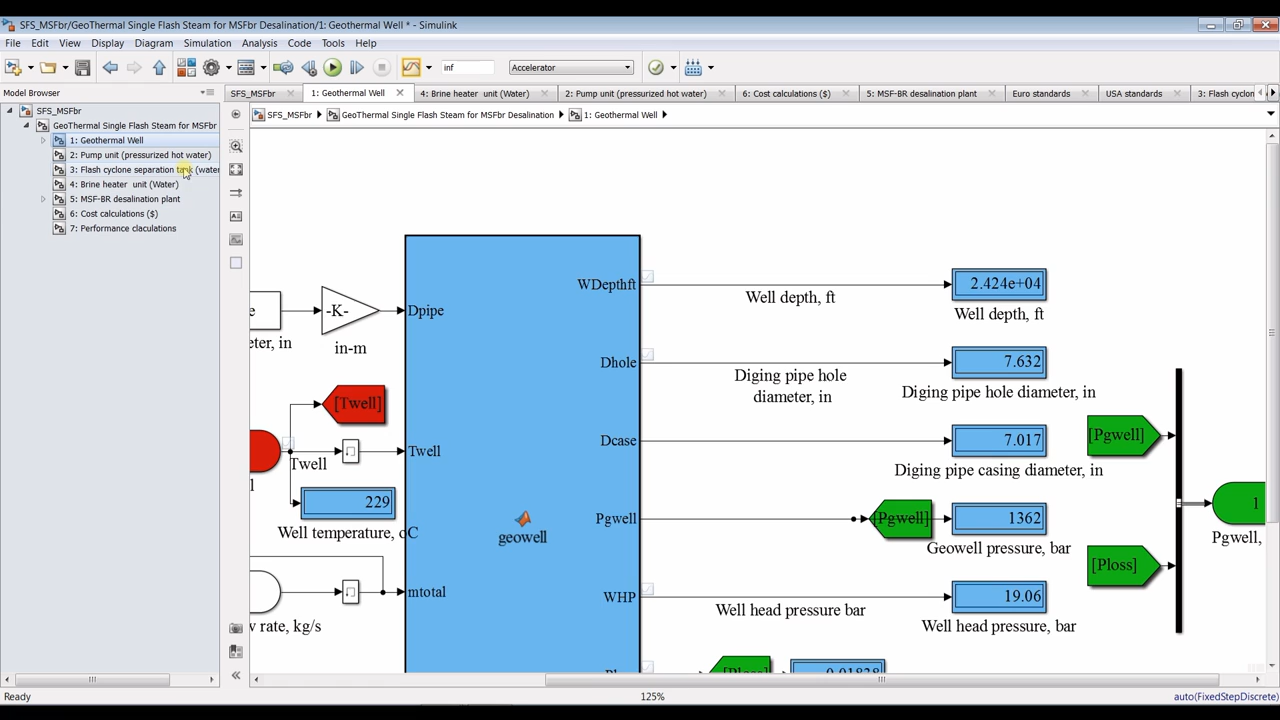 SFS_MSFbr/GeoThermal Single Flash Steam for MSFbr Desalination/1: Geothermal Well * - Simulink
File Edit View Display Diagram Simulation Analysis Code Tools Help
inf Accelerator
Model Browser
SFS_MSFbr
1: Geothermal Well
4: Brine heater unit (Water)
2: Pump unit (pressurized hot water)
6: Cost calculations ($)
5: MSF-BR desalination plant
Euro standards
USA standards
3: Flash cyclon
SFS_MSFbr
GeoThermal Single Flash Steam for MSFbr Desalination
1: Geothermal Well
SFS_MSFbr
GeoThermal Single Flash Steam for MSFbr
1: Geothermal Well
2: Pump unit (pressurized hot water)
3: Flash cyclone separation tank (water
4: Brine heater unit (Water)
5: MSF-BR desalination plant
6: Cost calculations ($)
7: Performance claculations
e
eter, in
-K-
in-m
Dpipe
[Twell]
Twell
l
Twell
229
Well temperature, oC
mtotal
w rate, kg/s
geowell
WDepthft
Well depth, ft
2.424e+04
Well depth, ft
Dhole
Diging pipe hole
diameter, in
7.632
Diging pipe hole diameter, in
Dcase
7.017
Diging pipe casing diameter, in
Pgwell
[Pgwell]
1362
Geowell pressure, bar
WHP
Well head pressure bar
19.06
Well head pressure, bar
[Ploss]
0.01838
[Pgwell]
[Ploss]
1
Pgwell,
Ready
125%
auto(FixedStepDiscrete)